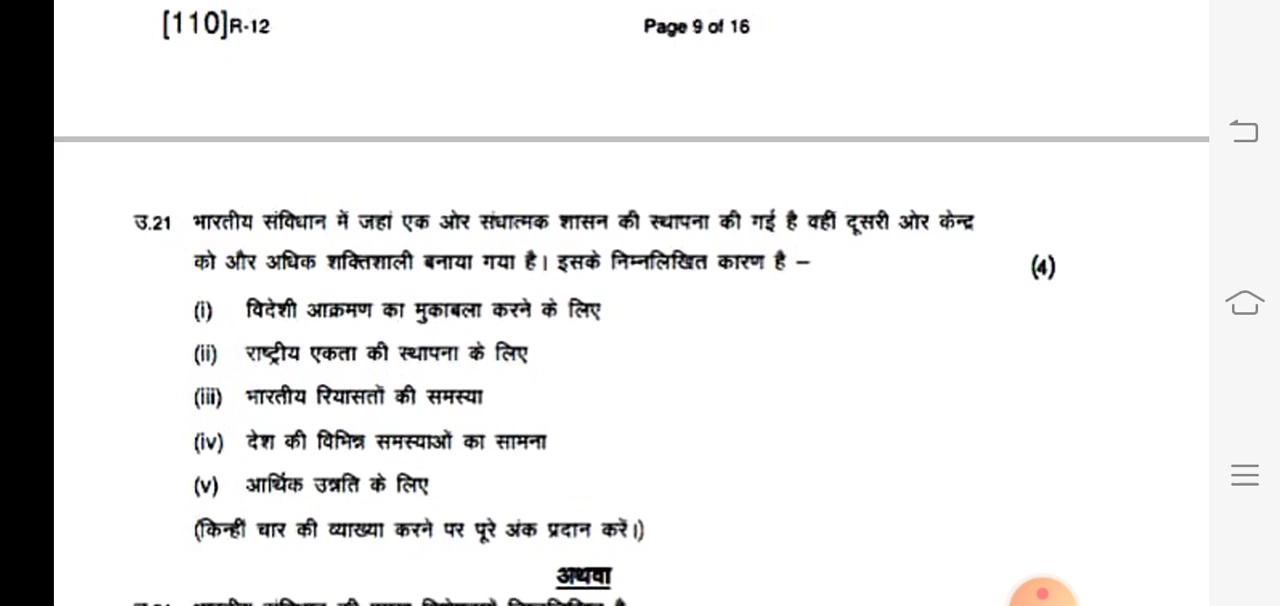 [110]R-12 Page 9 of 16
उ.21 भारतीय संविधान में जहां एक ओर संघात्मक शासन की स्थापना की गई है वहीं दूसरी ओर केन्द्र
को और अधिक शक्तिशाली बनाया गया है। इसके निम्नलिखित कारण है – (4)
(i) विदेशी आक्रमण का मुकाबला करने के लिए
(ii) राष्ट्रीय एकता की स्थापना के लिए
(iii) भारतीय रियासतों की समस्या
(iv) देश की विभिन्न समस्याओं का सामना
(v) आर्थिक उन्नति के लिए
(किन्हीं चार की व्याख्या करने पर पूरे अंक प्रदान करें।)
अथवा